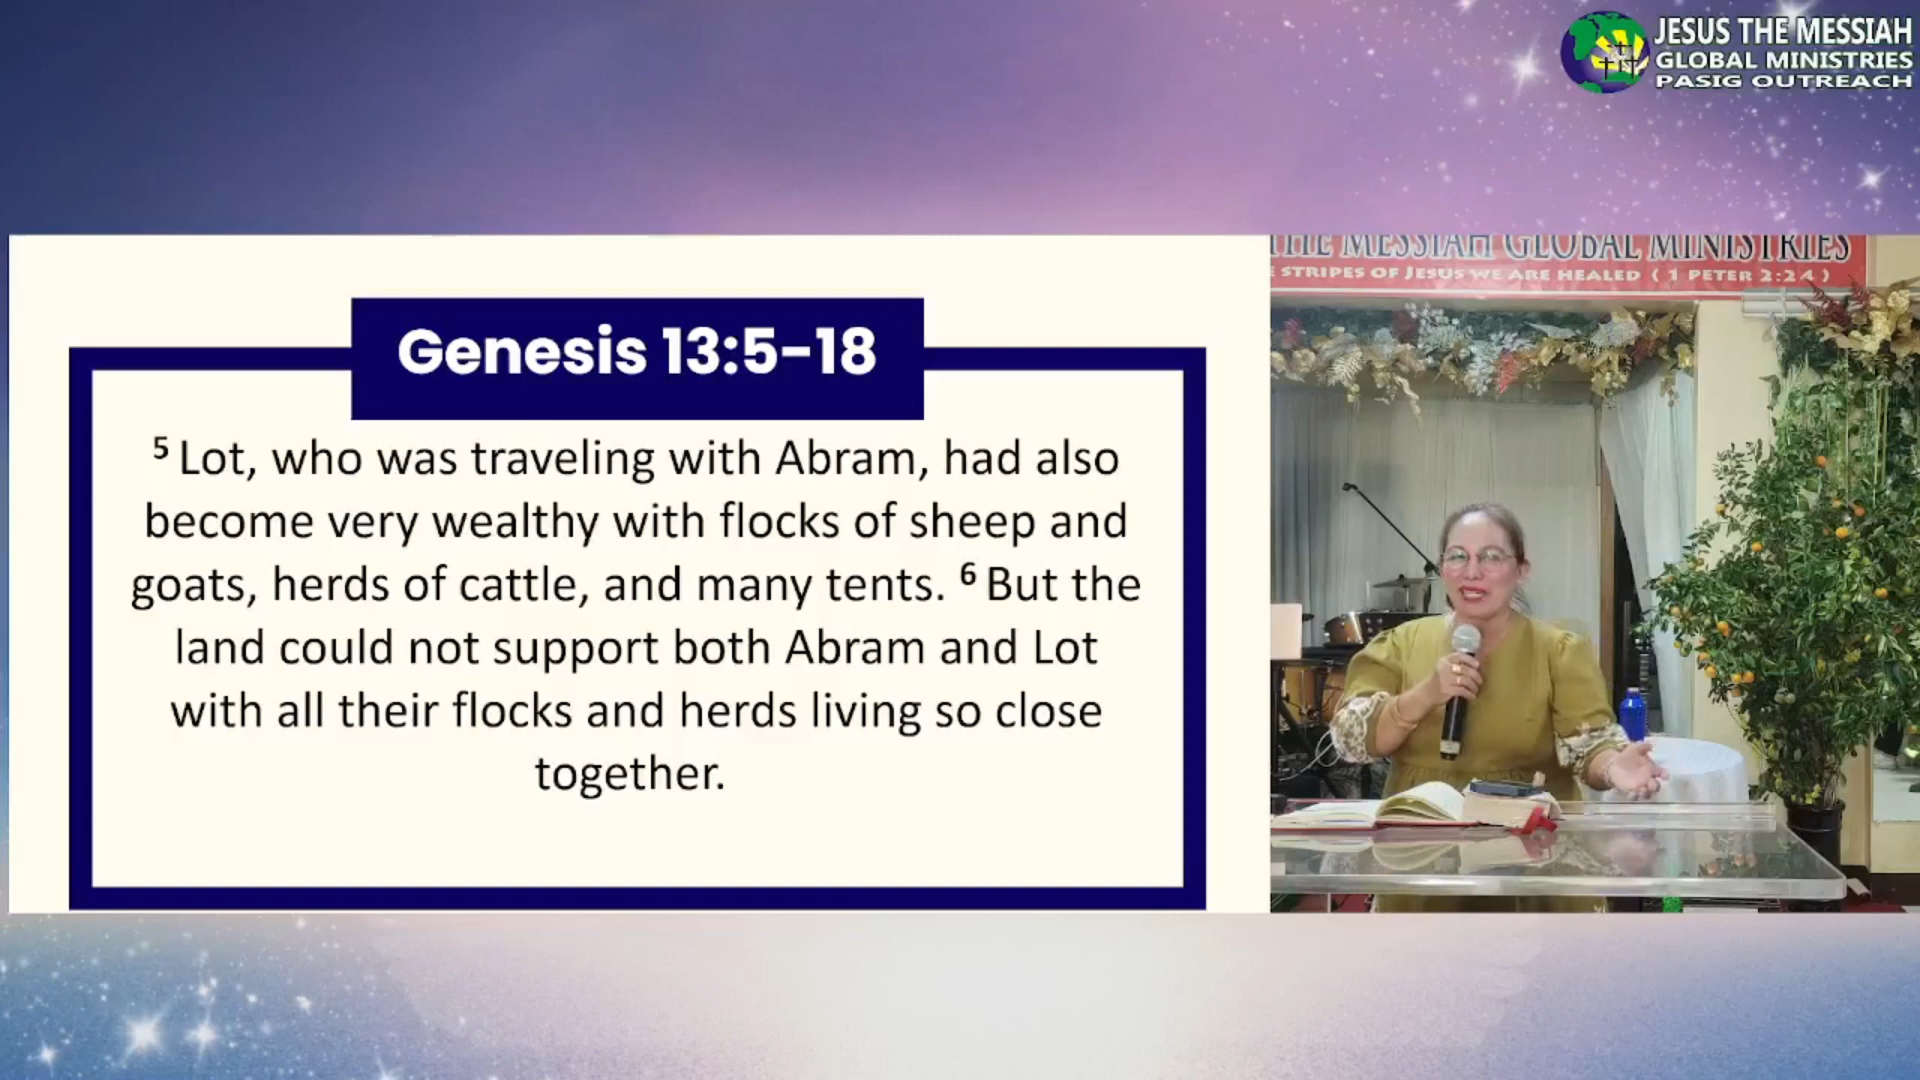 JESUS THE MESSIAH
GLOBAL MINISTRIES
PASIG OUTREACH
Genesis 13:5-18
5 Lot, who was traveling with Abram, had also
become very wealthy with flocks of sheep and
goats, herds of cattle, and many tents. 6 But the
land could not support both Abram and Lot
with all their flocks and herds living so close
together.
THE MESSIAH GLOBAL MINISTRIES
STRIPES OF JESUS WE ARE HEALED ( 1 PETER 2:24 )